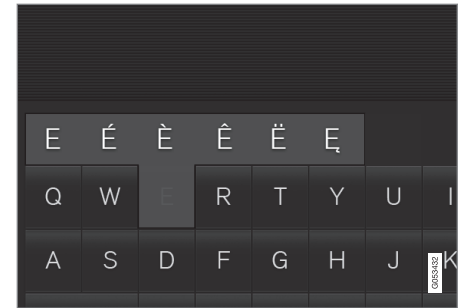 E É È Ê Ë Ę
Q W E R T Y U I
A S D F G H J K
G053432